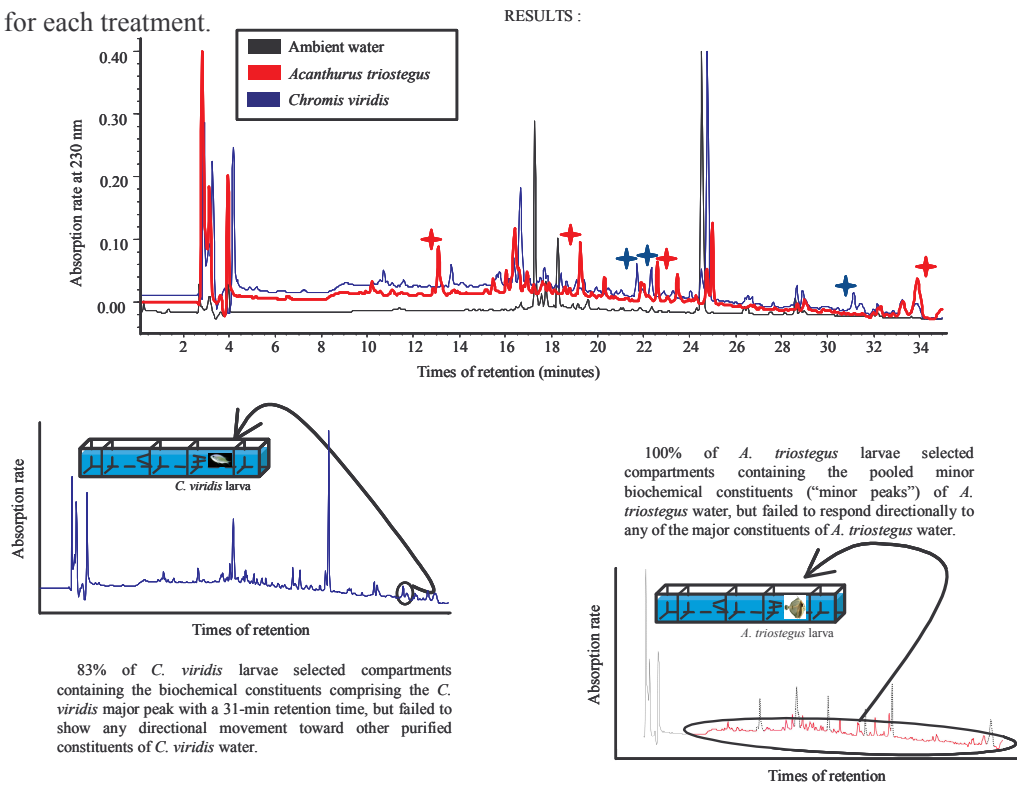 for each treatment.
RESULTS :
Ambient water
Acanthurus triostegus
Chromis viridis
0.40
0.30
0.20
0.10
0.00
Absorption rate at 230 nm
2 4 6 8 10 12 14 16 18 20 22 24 26 28 30 32 34
Times of retention (minutes)
C. viridis larva
Absorption rate
Times of retention
83% of C. viridis larvae selected compartments
containing the biochemical constituents comprising the C.
viridis major peak with a 31-min retention time, but failed to
show any directional movement toward other purified
constituents of C. viridis water.
100% of A. triostegus larvae selected
compartments containing the pooled minor
biochemical constituents (“minor peaks”) of A.
triostegus water, but failed to respond directionally to
any of the major constituents of A. triostegus water.
A. triostegus larva
Absorption rate
Times of retention